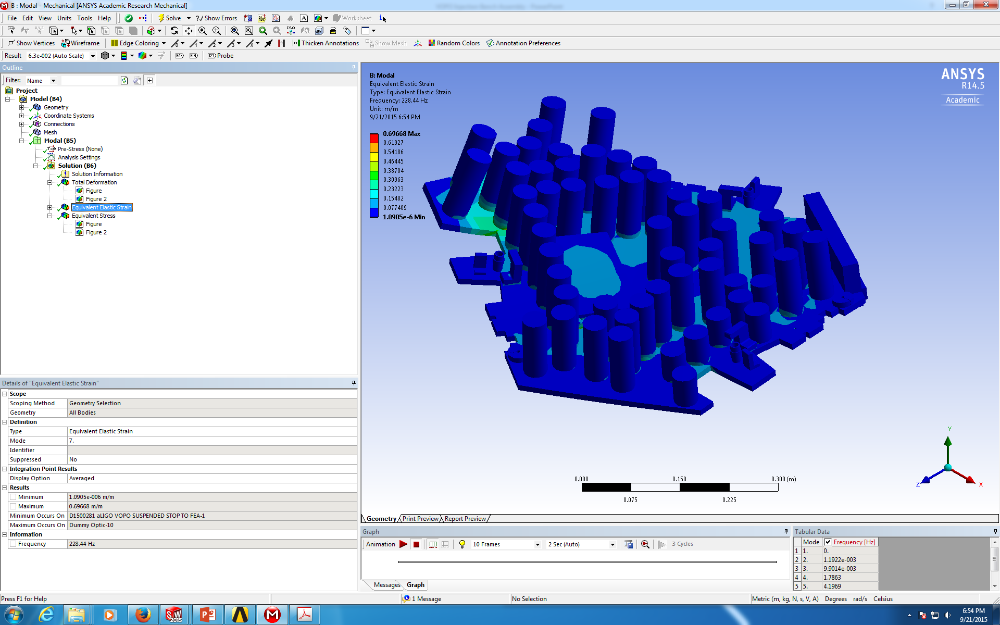 B : Modal - Mechanical [ANSYS Academic Research Mechanical]
File Edit View Units Tools Help Solve ?/ Show Errors Worksheet
Show Vertices Wireframe Edge Coloring Thicken Annotations Show Mesh Random Colors Annotation Preferences
Result 6.3e-002 (Auto Scale) MAX MIN Probe
Outline
Filter: Name
Project
Model (B4)
Geometry
Coordinate Systems
Connections
Mesh
Modal (B5)
Pre-Stress (None)
Analysis Settings
Solution (B6)
Solution Information
Total Deformation
Figure
Figure 2
Equivalent Elastic Strain
Equivalent Stress
Figure
Figure 2
Details of "Equivalent Elastic Strain"
Scope
Scoping Method Geometry Selection
Geometry All Bodies
Definition
Type Equivalent Elastic Strain
Mode 7.
Identifier
Suppressed No
Integration Point Results
Display Option Averaged
Results
Minimum 1.0905e-006 m/m
Maximum 0.69668 m/m
Minimum Occurs On D1500281 aLIGO VOPO SUSPENDED STOP TO FEA-1
Maximum Occurs On Dummy Optic-10
Information
Frequency 228.44 Hz
B: Modal
Equivalent Elastic Strain
Type: Equivalent Elastic Strain
Frequency: 228.44 Hz
Unit: m/m
9/21/2015 6:54 PM
0.69668 Max
0.61927
0.54186
0.46445
0.38704
0.30963
0.23223
0.15482
0.077409
1.0905e-6 Min
ANSYS
R14.5
Academic
Y
Z
X
0.000 0.150 0.300 (m)
0.075 0.225
Geometry Print Preview Report Preview
Graph
Animation 10 Frames 2 Sec (Auto) 3 Cycles
Messages Graph
Tabular Data
Mode Frequency [Hz]
1 1. 0.
2 2. 1.1922e-003
3 3. 9.9014e-003
4 4. 1.7863
5 5. 4.1969
Press F1 for Help 1 Message No Selection Metric (m, kg, N, s, V, A) Degrees rad/s Celsius
SW 2015
6:54 PM
9/21/2015